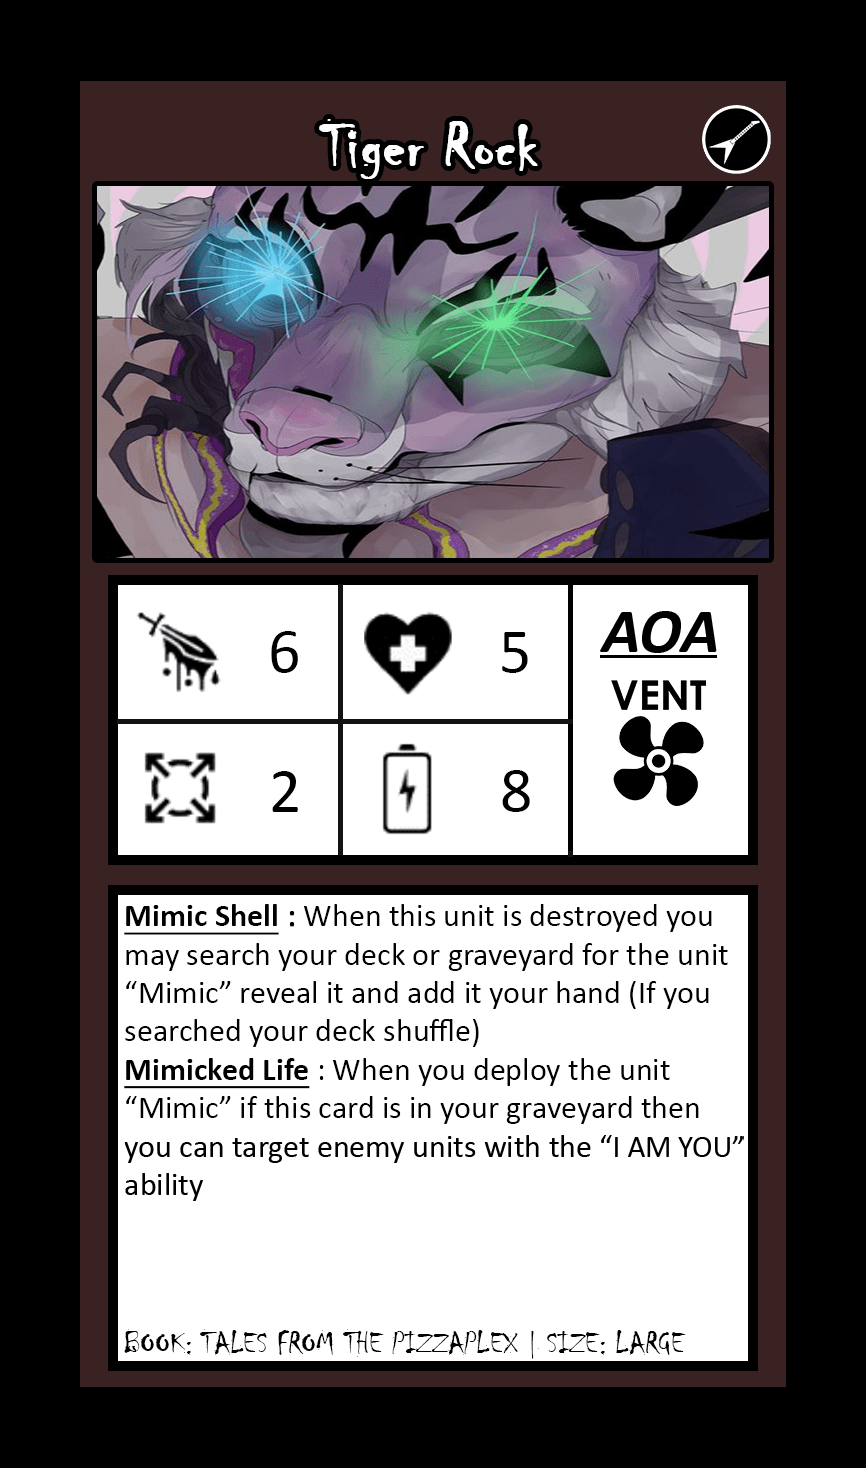 Tiger Rock
6
5
AOA
VENT
2
8
Mimic Shell : When this unit is destroyed you
may search your deck or graveyard for the unit
“Mimic” reveal it and add it your hand (If you
searched your deck shuffle)
Mimicked Life : When you deploy the unit
“Mimic” if this card is in your graveyard then
you can target enemy units with the “I AM YOU”
ability
BOOK: TALES FROM THE PIZZAPLEX | SIZE: LARGE